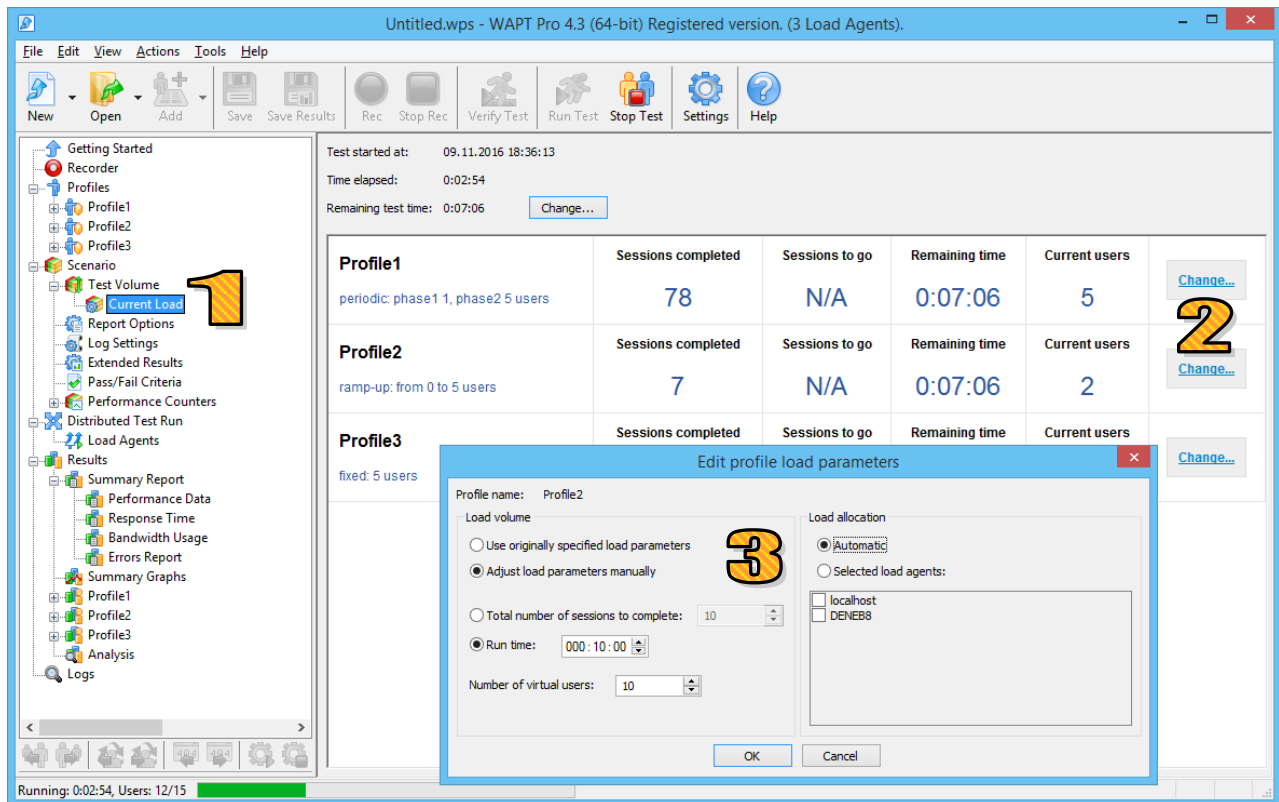 Untitled.wps - WAPT Pro 4.3 (64-bit) Registered version. (3 Load Agents).
File Edit View Actions Tools Help
New Open Add Save Save Results Rec Stop Rec Verify Test Run Test Stop Test Settings Help
Getting Started
Recorder
Profiles
Profile1
Profile2
Profile3
Scenario
Test Volume
Current Load
1
Report Options
Log Settings
Extended Results
Pass/Fail Criteria
Performance Counters
Distributed Test Run
Load Agents
Results
Summary Report
Performance Data
Response Time
Bandwidth Usage
Errors Report
Summary Graphs
Profile1
Profile2
Profile3
Analysis
Logs
Test started at: 09.11.2016 18:36:13
Time elapsed: 0:02:54
Remaining test time: 0:07:06 Change...
Profile1 Sessions completed Sessions to go Remaining time Current users
Change...
periodic: phase1 1, phase2 5 users 78 N/A 0:07:06 5
2
Profile2 Sessions completed Sessions to go Remaining time Current users
Change...
ramp-up: from 0 to 5 users 7 N/A 0:07:06 2
Profile3 Sessions completed Sessions to go Remaining time Current users
Change...
fixed: 5 users
Edit profile load parameters
Profile name: Profile2
Load volume
Use originally specified load parameters
Adjust load parameters manually
3
Total number of sessions to complete: 10
Run time: 000:10:00
Number of virtual users: 10
Load allocation
Automatic
Selected load agents:
localhost
DENEB8
OK Cancel
404 404
Running: 0:02:54, Users: 12/15